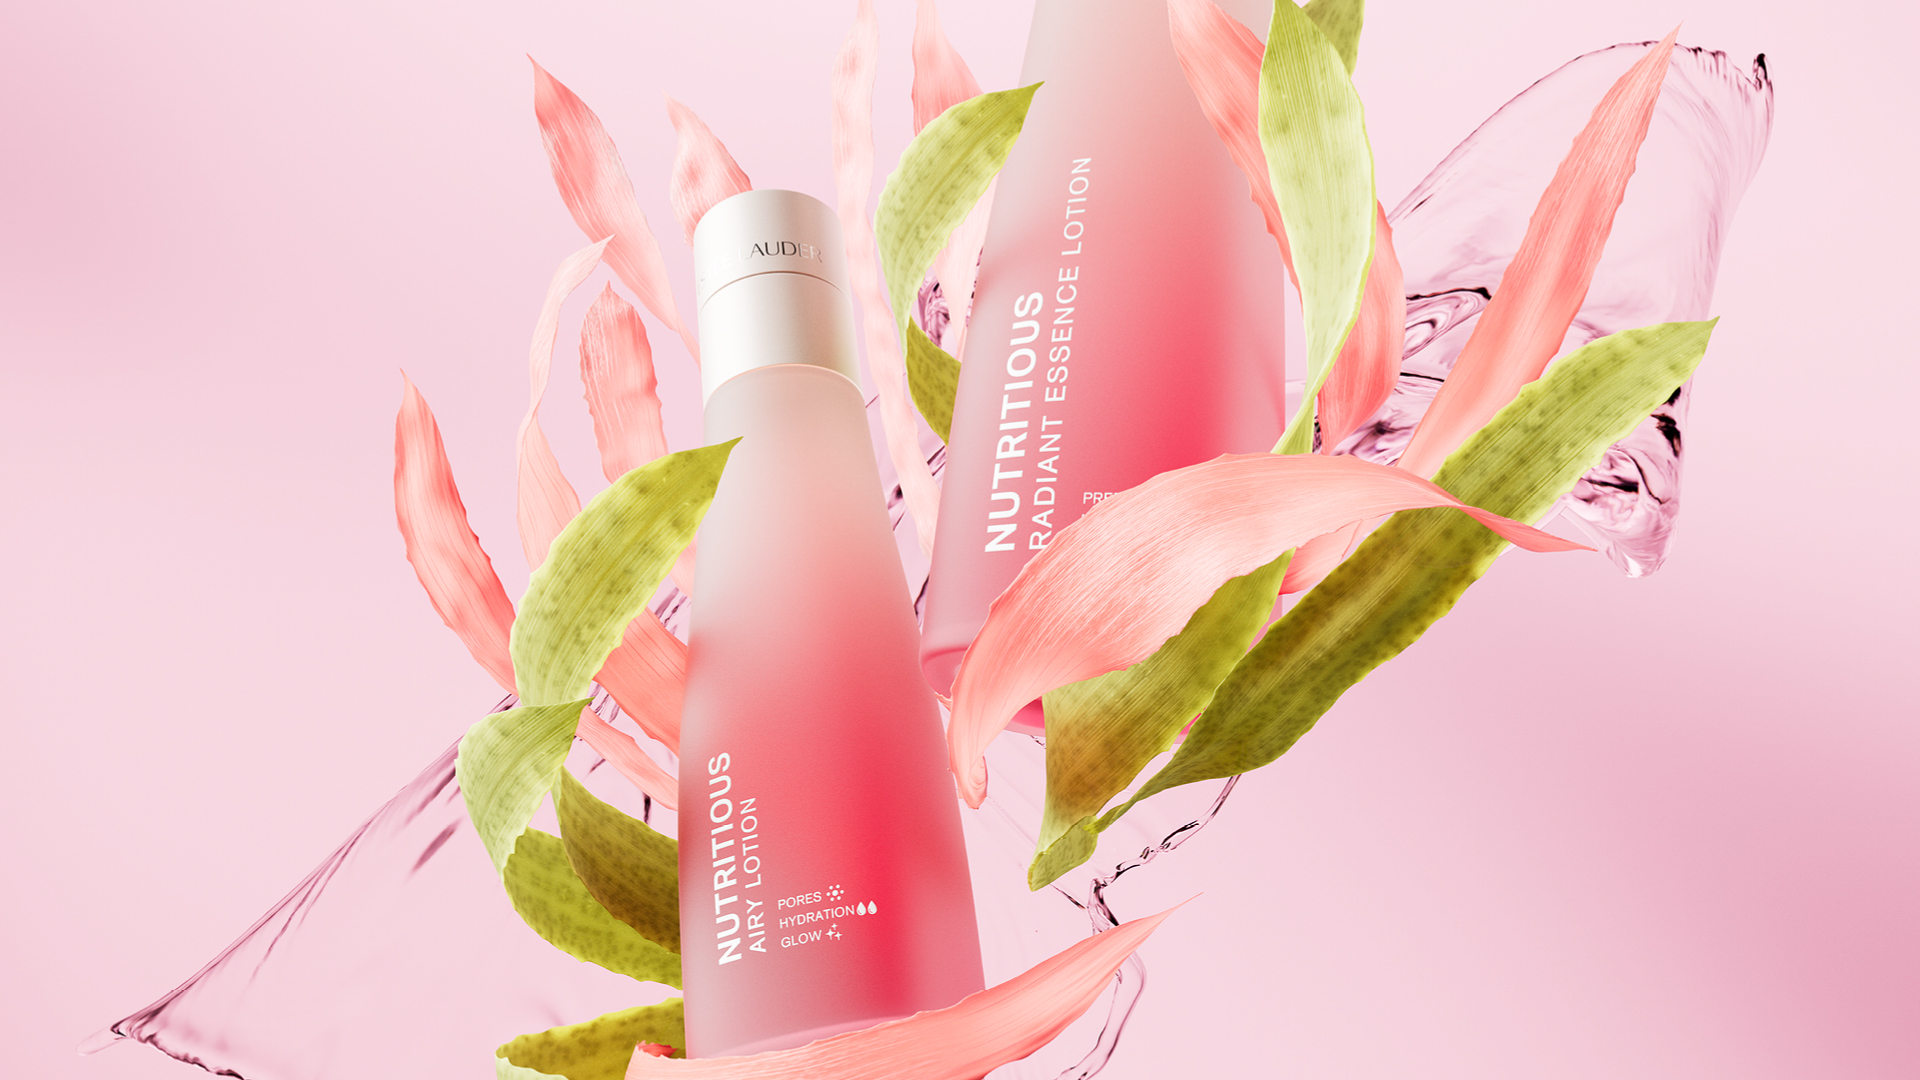 LAUDER
NUTRITIOUS
RADIANT ESSENCE LOTION
NUTRITIOUS
AIRY LOTION
PORES
HYDRATION
GLOW